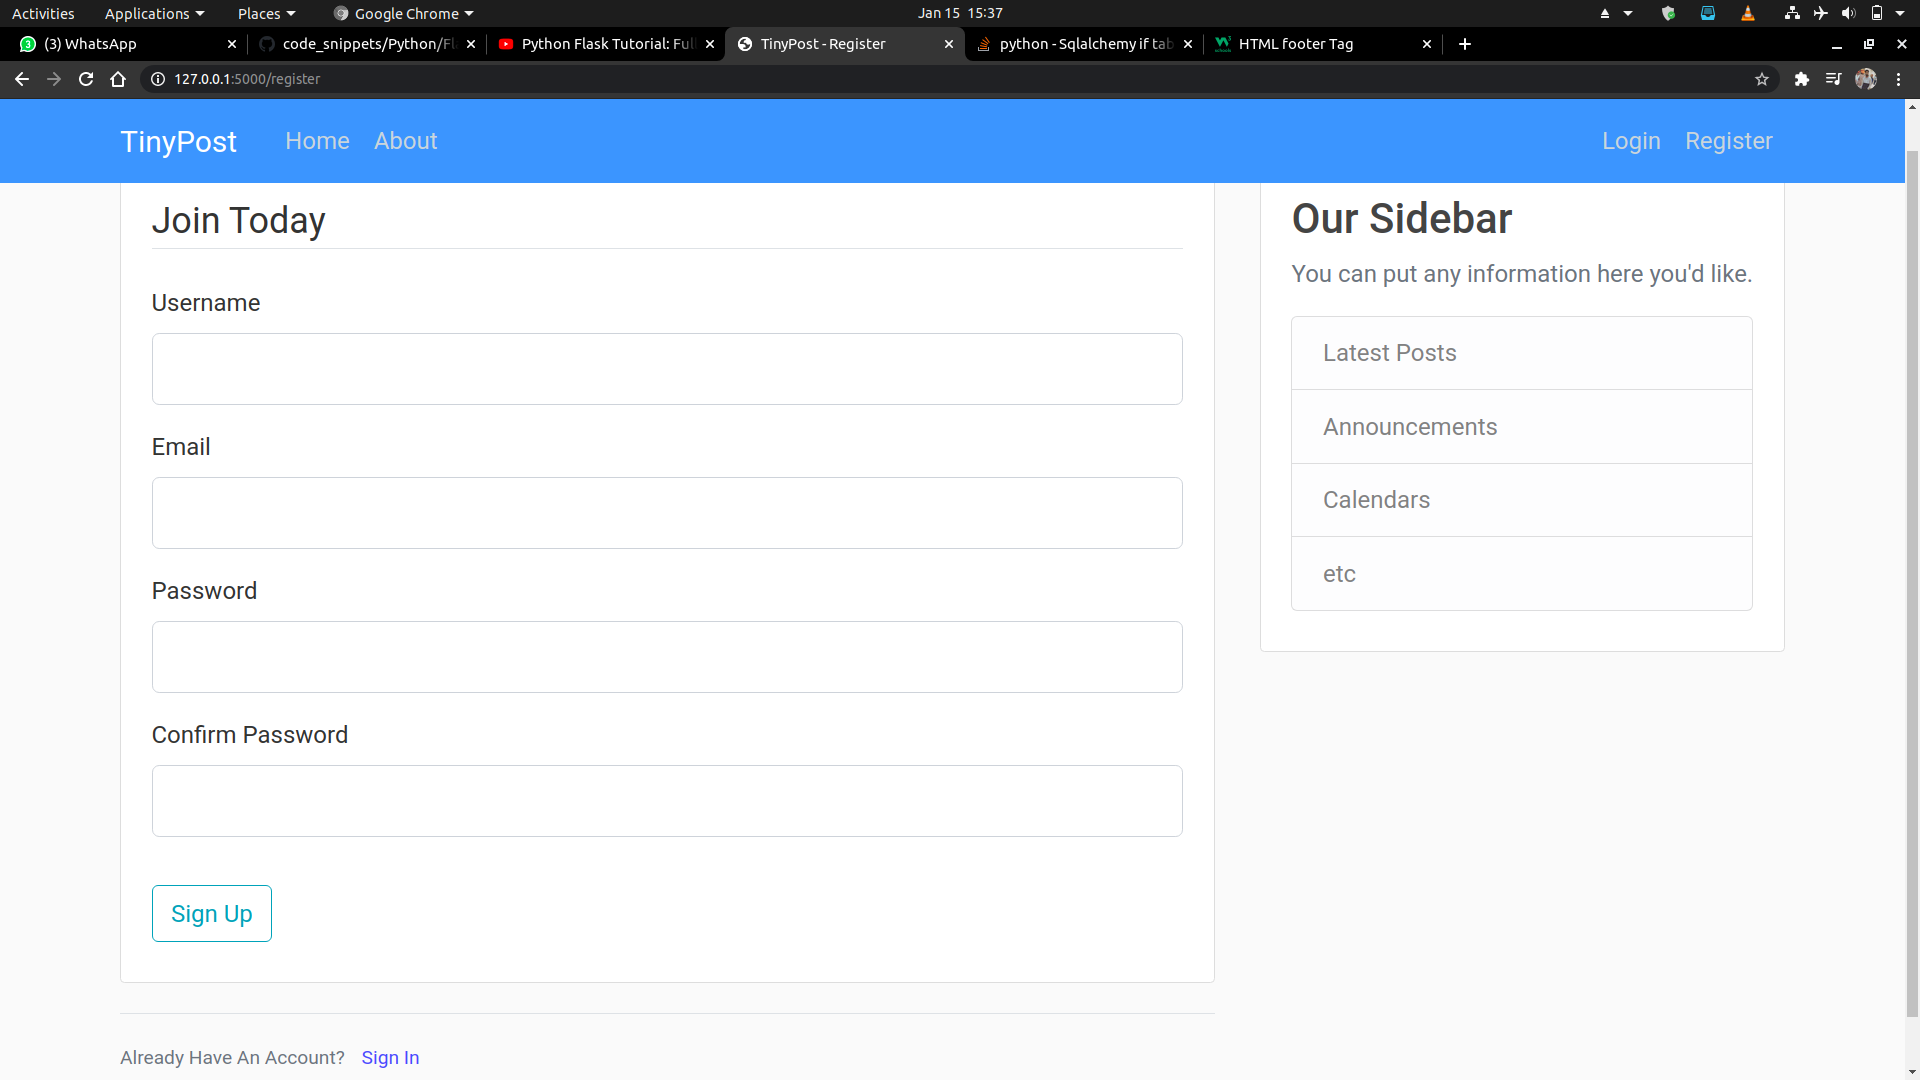 Activities Applications Places Google Chrome Jan 15 15:37
3 (3) WhatsApp code_snippets/Python/Fl Python Flask Tutorial: Ful TinyPost - Register python - Sqlalchemy if tab HTML footer Tag
127.0.0.1:5000/register
TinyPost Home About Login Register
Join Today
Username
Email
Password
Confirm Password
Sign Up
Already Have An Account? Sign In
Our Sidebar
You can put any information here you'd like.
Latest Posts
Announcements
Calendars
etc